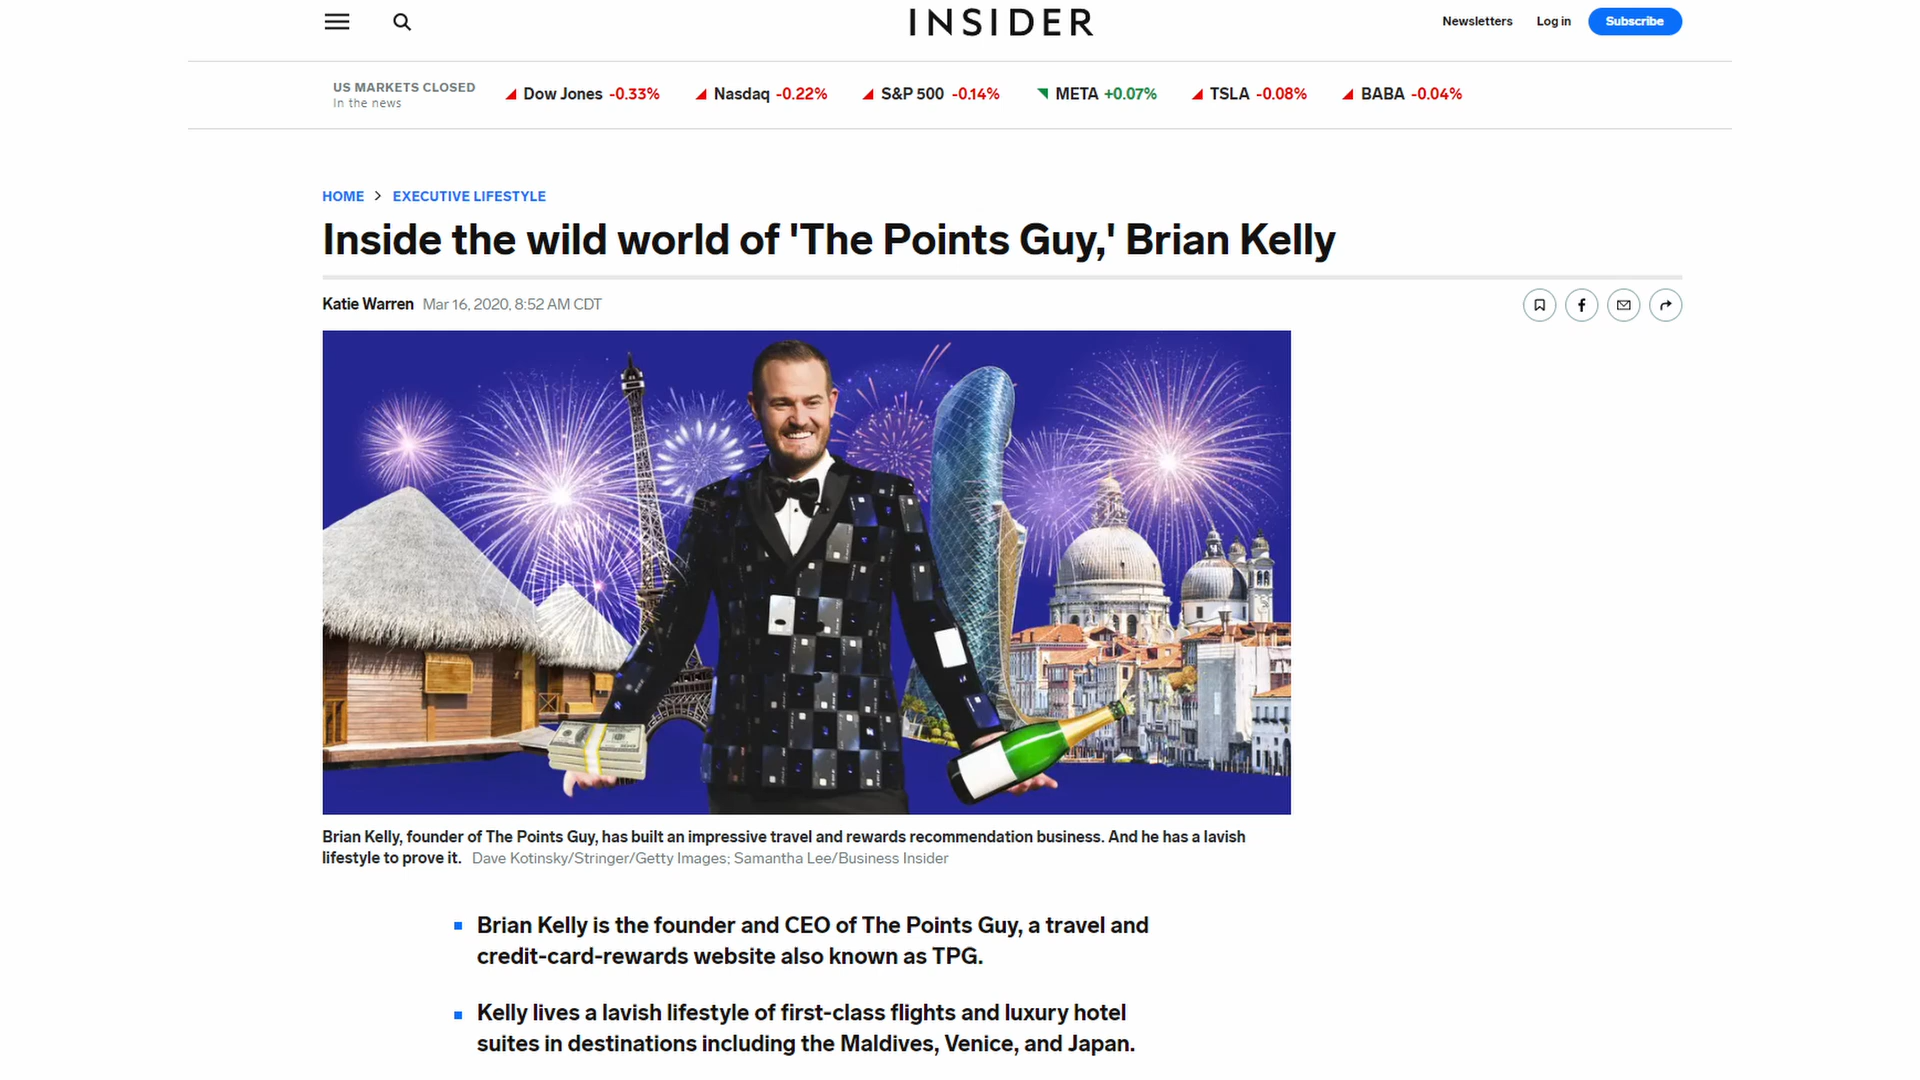 INSIDER
Newsletters
Log in
Subscribe
US MARKETS CLOSED
In the news
Dow Jones -0.33%
Nasdaq -0.22%
S&P 500 -0.14%
META +0.07%
TSLA -0.08%
BABA -0.04%
HOME > EXECUTIVE LIFESTYLE
Inside the wild world of 'The Points Guy,' Brian Kelly
Katie Warren Mar 16, 2020, 8:52 AM CDT
Brian Kelly, founder of The Points Guy, has built an impressive travel and rewards recommendation business. And he has a lavish
lifestyle to prove it. Dave Kotinsky/Stringer/Getty Images; Samantha Lee/Business Insider
Brian Kelly is the founder and CEO of The Points Guy, a travel and
credit-card-rewards website also known as TPG.
Kelly lives a lavish lifestyle of first-class flights and luxury hotel
suites in destinations including the Maldives, Venice, and Japan.